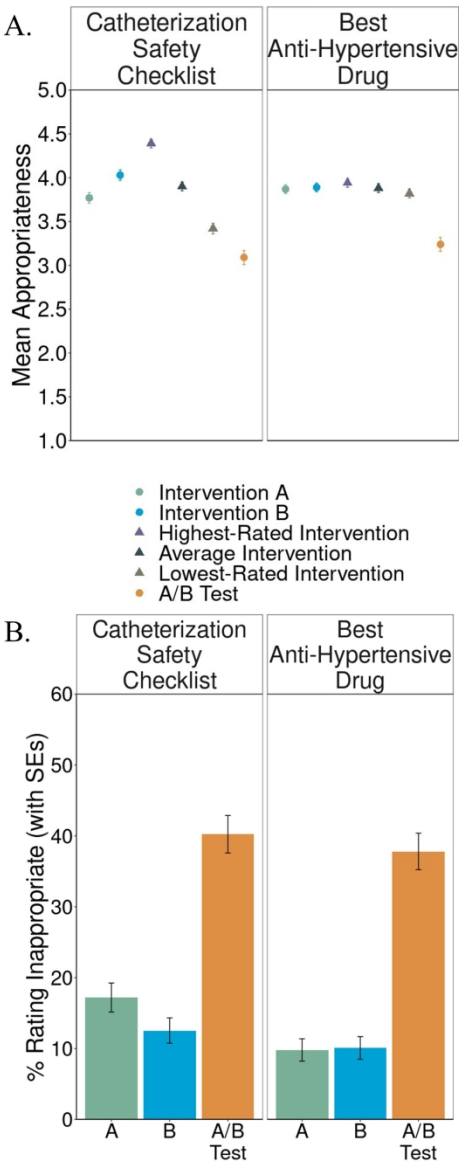 A.
Catheterization
Safety
Checklist
Best
Anti-Hypertensive
Drug
Mean Appropriateness
5.0
4.5
4.0
3.5
3.0
2.5
2.0
1.5
1.0
Intervention A
Intervention B
Highest-Rated Intervention
Average Intervention
Lowest-Rated Intervention
A/B Test
B.
Catheterization
Safety
Checklist
Best
Anti-Hypertensive
Drug
% Rating Inappropriate (with SEs)
60
50
40
30
20
10
0
A
B
A/B
Test
A
B
A/B
Test